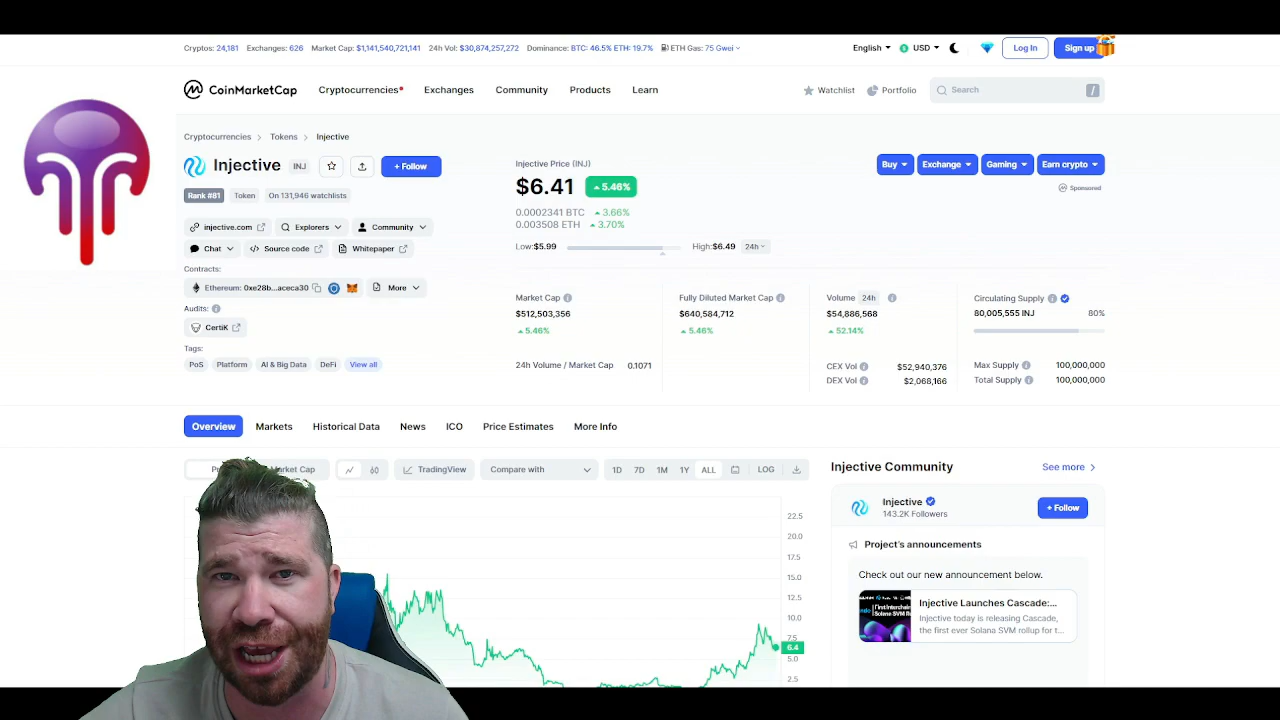 Cryptos: 24,181 Exchanges: 626 Market Cap: $1,141,540,721,141 24h Vol: $30,874,257,272 Dominance: BTC: 46.5% ETH: 19.7% ETH Gas: 75 Gwei
English USD Log In Sign up
CoinMarketCap Cryptocurrencies Exchanges Community Products Learn Watchlist Portfolio Search /
Cryptocurrencies > Tokens > Injective
Injective INJ + Follow
Rank #81 Token On 131,946 watchlists
injective.com Explorers Community
Chat Source code Whitepaper
Contracts:
Ethereum: 0xe28b...aceca30 More
Audits:
CertiK
Tags:
PoS Platform AI & Big Data DeFi View all
Injective Price (INJ)
$6.41 5.46%
0.0002341 BTC 3.66%
0.003508 ETH 3.70%
Low: $5.99 High: $6.49 24h
Buy Exchange Gaming Earn crypto
Sponsored
Market Cap
$512,503,356
5.46%
24h Volume / Market Cap 0.1071
Fully Diluted Market Cap
$640,584,712
5.46%
Volume 24h
$54,886,568
52.14%
CEX Vol $52,940,376
DEX Vol $2,068,166
Circulating Supply
80,005,555 INJ 80%
Max Supply 100,000,000
Total Supply 100,000,000
Overview Markets Historical Data News ICO Price Estimates More Info
Cap TradingView Compare with 1D 7D 1M 1Y ALL LOG
22.5
20.0
17.5
15.0
12.5
10.0
7.5
6.4
5.0
2.5
Injective Community See more >
Injective + Follow
143.2K Followers
Project's announcements
Check out our new announcement below.
Injective Launches Cascade:...
Injective today is releasing Cascade,
the first ever Solana SVM rollup for t...